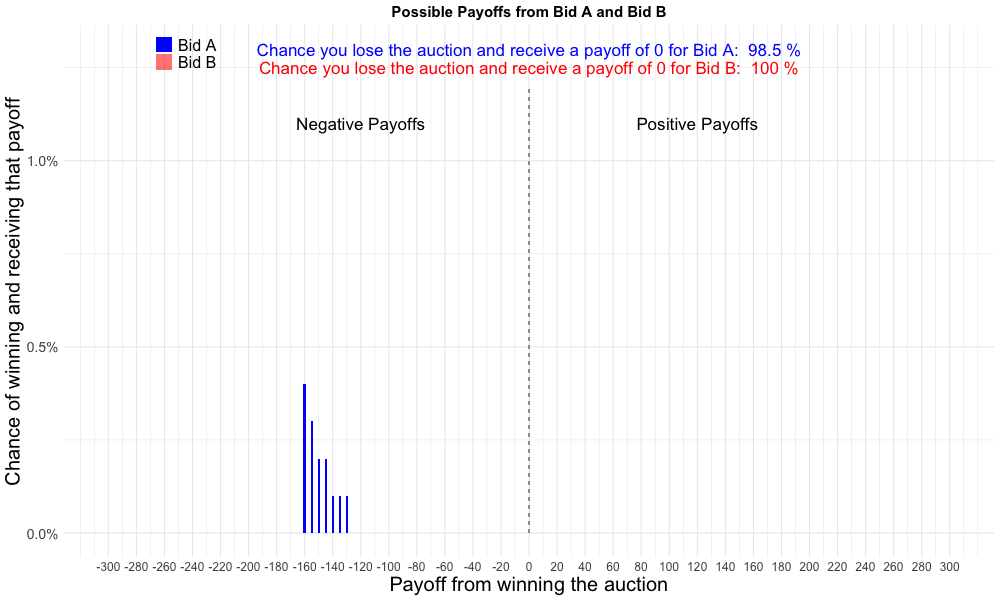 Possible Payoffs from Bid A and Bid B
Bid A
Bid B
Chance you lose the auction and receive a payoff of 0 for Bid A: 98.5 %
Chance you lose the auction and receive a payoff of 0 for Bid B: 100 %
Negative Payoffs
Positive Payoffs
Chance of winning and receiving that payoff
1.0%
0.5%
0.0%
-300 -280 -260 -240 -220 -200 -180 -160 -140 -120 -100 -80 -60 -40 -20 0 20 40 60 80 100 120 140 160 180 200 220 240 260 280 300
Payoff from winning the auction